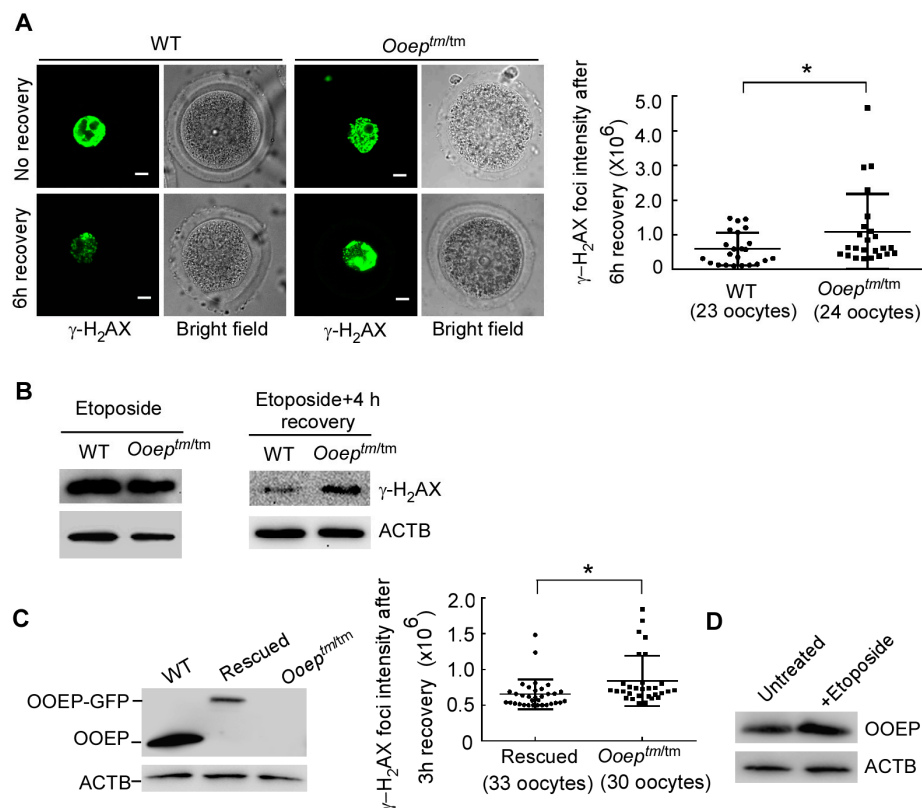 A
WT
Ooep^tm/tm
No recovery
6h recovery
γ-H₂AX
Bright field
γ-H₂AX
Bright field
γ–H₂AX foci intensity after
6h recovery (X10⁶)
*
5.0
4.0
3.0
2.0
1.0
0
WT
(23 oocytes)
Ooep^tm/tm
(24 oocytes)
B
Etoposide
WT Ooep^tm/tm
Etoposide+4 h
recovery
WT Ooep^tm/tm
γ-H₂AX
ACTB
C
WT
Rescued
Ooep^tm/tm
OOEP-GFP
OOEP
ACTB
γ–H₂AX foci intensity after
3h recovery (x10⁶)
*
2.0
1.5
1.0
0.5
0
Rescued
(33 oocytes)
Ooep^tm/tm
(30 oocytes)
D
Untreated
+Etoposide
OOEP
ACTB